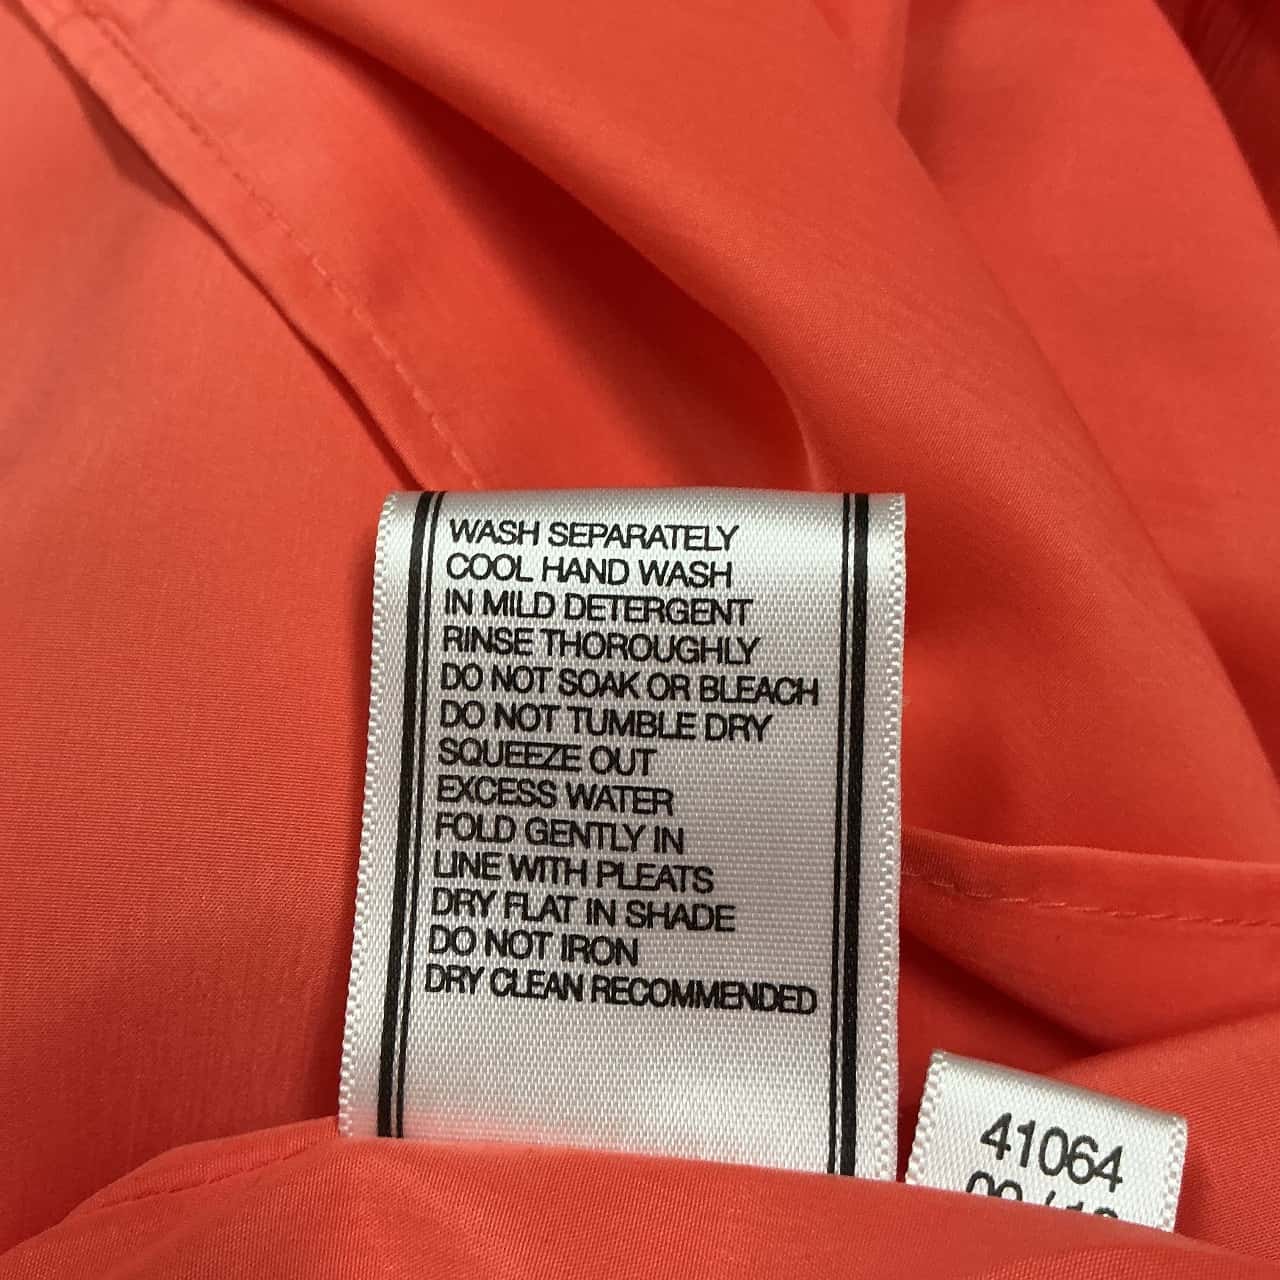 WASH SEPARATELY
COOL HAND WASH
IN MILD DETERGENT
RINSE THOROUGHLY
DO NOT SOAK OR BLEACH
DO NOT TUMBLE DRY
SQUEEZE OUT
EXCESS WATER
FOLD GENTLY IN
LINE WITH PLEATS
DRY FLAT IN SHADE
DO NOT IRON
DRY CLEAN RECOMMENDED
41064